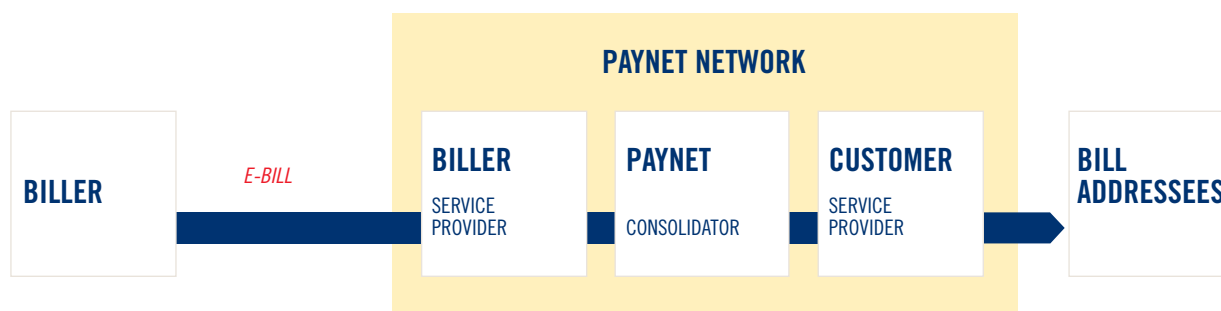 PAYNET NETWORK
BILLER
E-BILL
BILLER
SERVICE
PROVIDER
PAYNET
CONSOLIDATOR
CUSTOMER
SERVICE
PROVIDER
BILL
ADDRESSEES